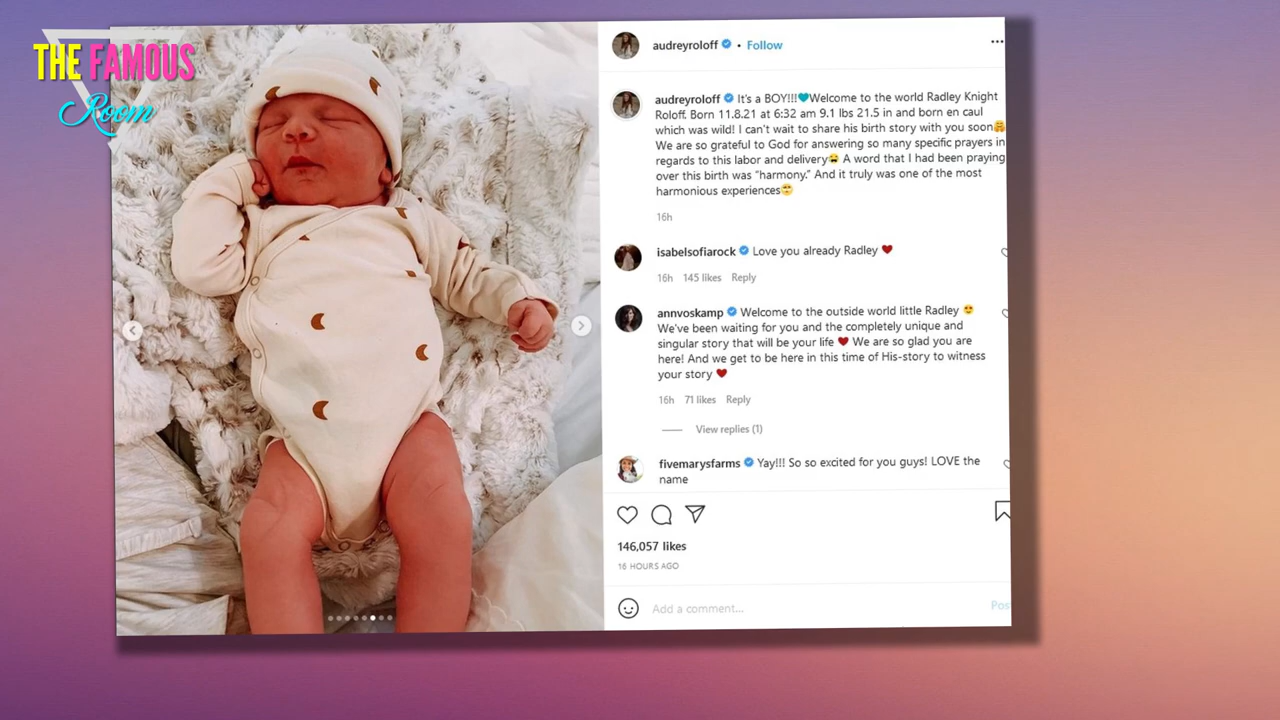 THE FAMOUS
Room
audreyroloff • Follow
audreyroloff It's a BOY!!!🩵Welcome to the world Radley Knight
Roloff. Born 11.8.21 at 6:32 am 9.1 lbs 21.5 in and born en caul
which was wild! I can't wait to share his birth story with you soon🤗
We are so grateful to God for answering so many specific prayers in
regards to this labor and delivery😭 A word that I had been praying
over this birth was "harmony." And it truly was one of the most
harmonious experiences😇
16h
isabelsofiarock Love you already Radley ❤️
16h 145 likes Reply
annvoskamp Welcome to the outside world little Radley 😍
We've been waiting for you and the completely unique and
singular story that will be your life ❤️ We are so glad you are
here! And we get to be here in this time of His-story to witness
your story ❤️
16h 71 likes Reply
View replies (1)
fivemarysfarms Yay!!! So so excited for you guys! LOVE the
name
146,057 likes
16 HOURS AGO
Add a comment...
Pos